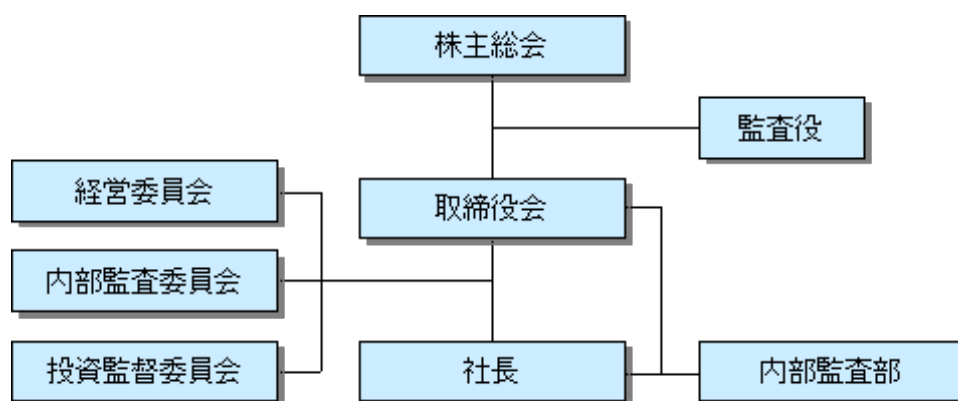 株主総会
監査役
経営委員会
取締役会
内部監査委員会
投資監督委員会
社長
内部監査部